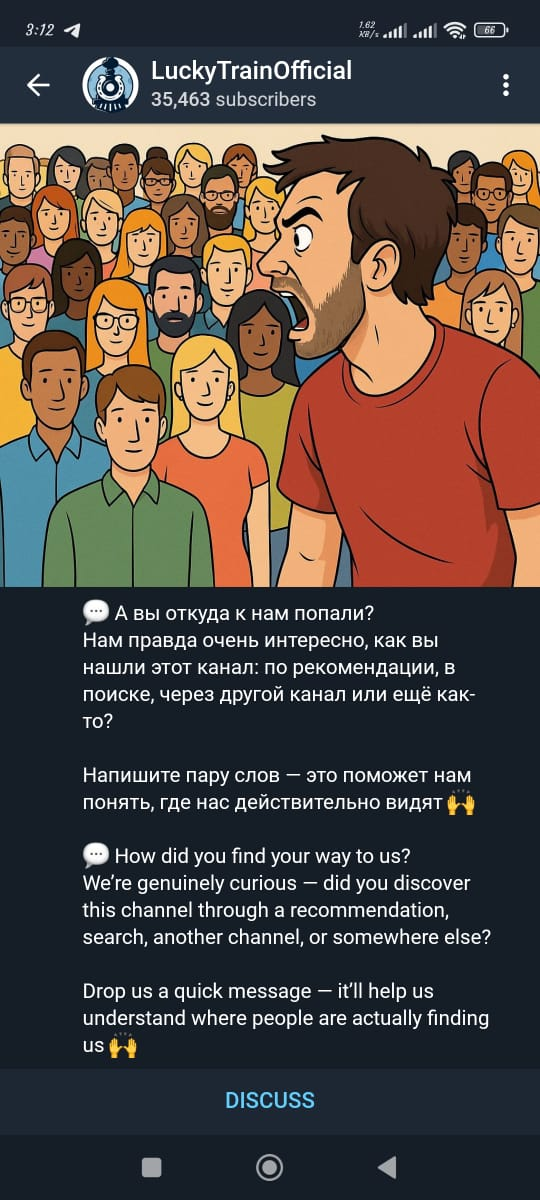 3:12
1.62
KB/s
66
LuckyTrainOfficial
35,463 subscribers
💬 А вы откуда к нам попали?
Нам правда очень интересно, как вы
нашли этот канал: по рекомендации, в
поиске, через другой канал или ещё как-
то?
Напишите пару слов — это поможет нам
понять, где нас действительно видят 🙌
💬 How did you find your way to us?
We’re genuinely curious — did you discover
this channel through a recommendation,
search, another channel, or somewhere else?
Drop us a quick message — it’ll help us
understand where people are actually finding
us 🙌
DISCUSS